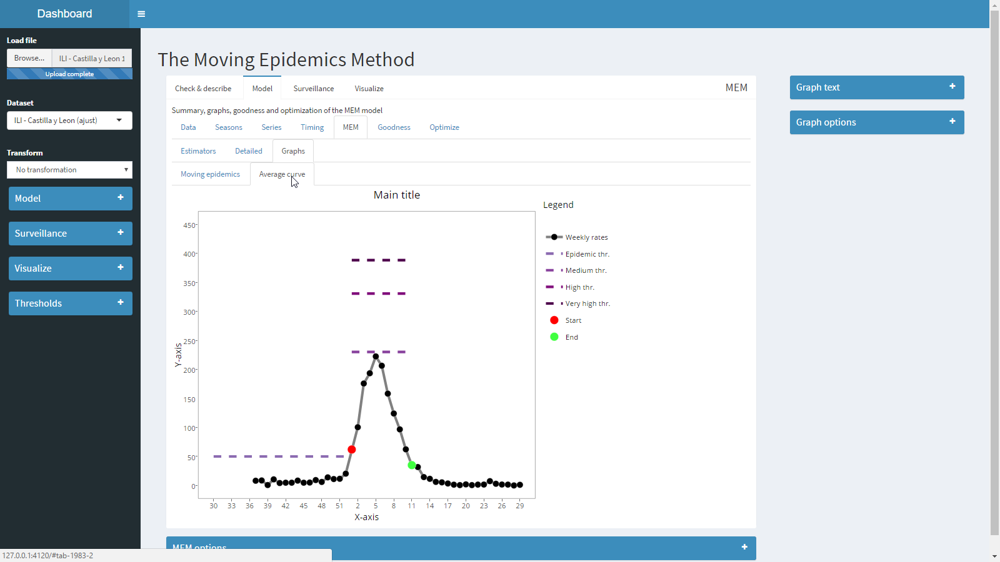 Dashboard
Load file
Browse... ILI - Castilla y Leon 1
Upload complete
Dataset
ILI - Castilla y Leon (ajust)
Transform
No transformation
Model
Surveillance
Visualize
Thresholds
The Moving Epidemics Method
Check & describe Model Surveillance Visualize MEM
Summary, graphs, goodness and optimization of the MEM model
Data Seasons Series Timing MEM Goodness Optimize
Estimators Detailed Graphs
Moving epidemics Average curve
Main title
Legend
Weekly rates
Epidemic thr.
Medium thr.
High thr.
Very high thr.
Start
End
450
400
350
300
250
200
150
100
50
0
Y-axis
30 33 36 39 42 45 48 51 2 5 8 11 14 17 20 23 26 29
X-axis
MEM options
Graph text
Graph options
127.0.0.1:4120/#tab-1983-2